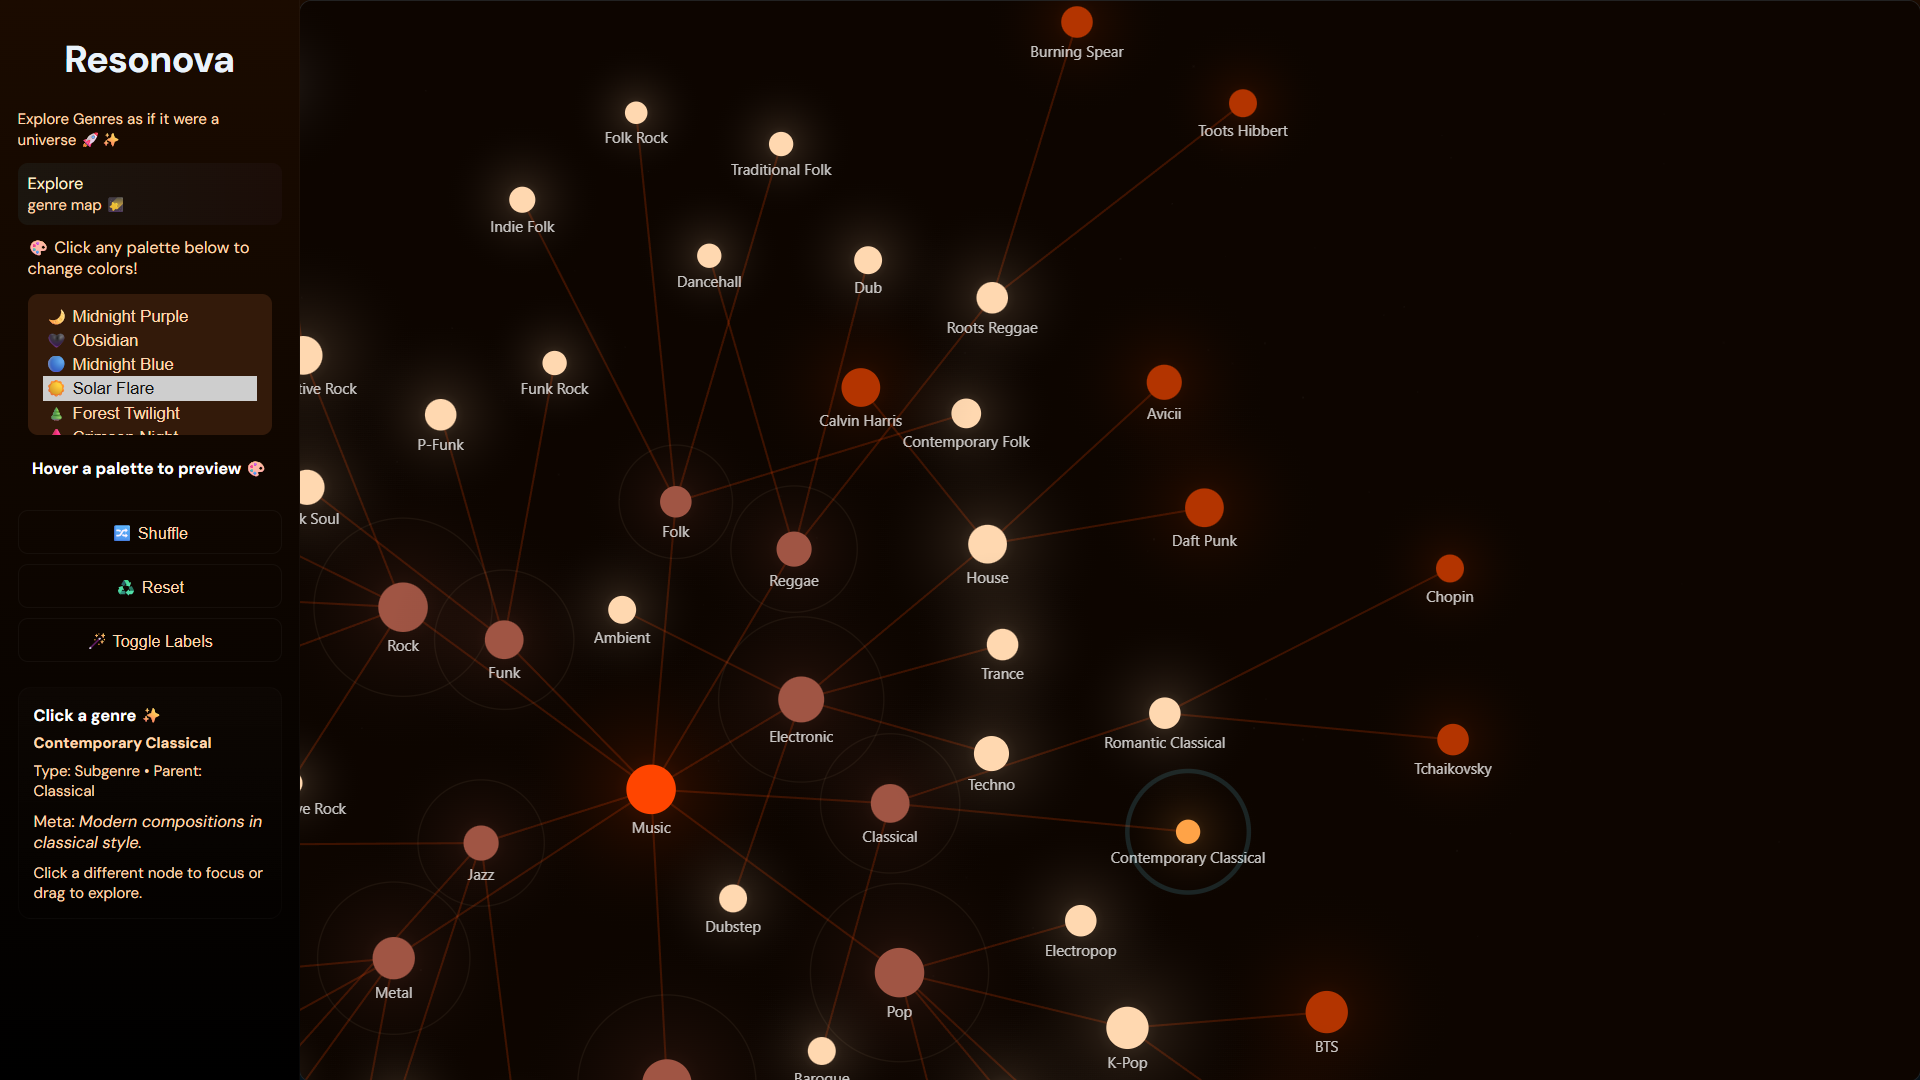 Resonova
Explore Genres as if it were a
universe 🚀 ✨
Explore
genre map 🌠
🎨 Click any palette below to
change colors!
🌙 Midnight Purple
🖤 Obsidian
🔵 Midnight Blue
🌞 Solar Flare
🌲 Forest Twilight
Crimson Night
Hover a palette to preview 🎨
🔀 Shuffle
♻️ Reset
🪄 Toggle Labels
Click a genre ✨
Contemporary Classical
Type: Subgenre • Parent:
Classical
Meta: Modern compositions in
classical style.
Click a different node to focus or
drag to explore.
Burning Spear
Toots Hibbert
Folk Rock
Traditional Folk
Indie Folk
Dancehall
Dub
Roots Reggae
tive Rock
Funk Rock
Calvin Harris
Avicii
P-Funk
Contemporary Folk
k Soul
Folk
Daft Punk
Reggae
House
Chopin
Ambient
Rock
Funk
Trance
Electronic
Romantic Classical
Tchaikovsky
Techno
ve Rock
Music
Classical
Contemporary Classical
Jazz
Dubstep
Electropop
Metal
Pop
BTS
K-Pop
Baroque